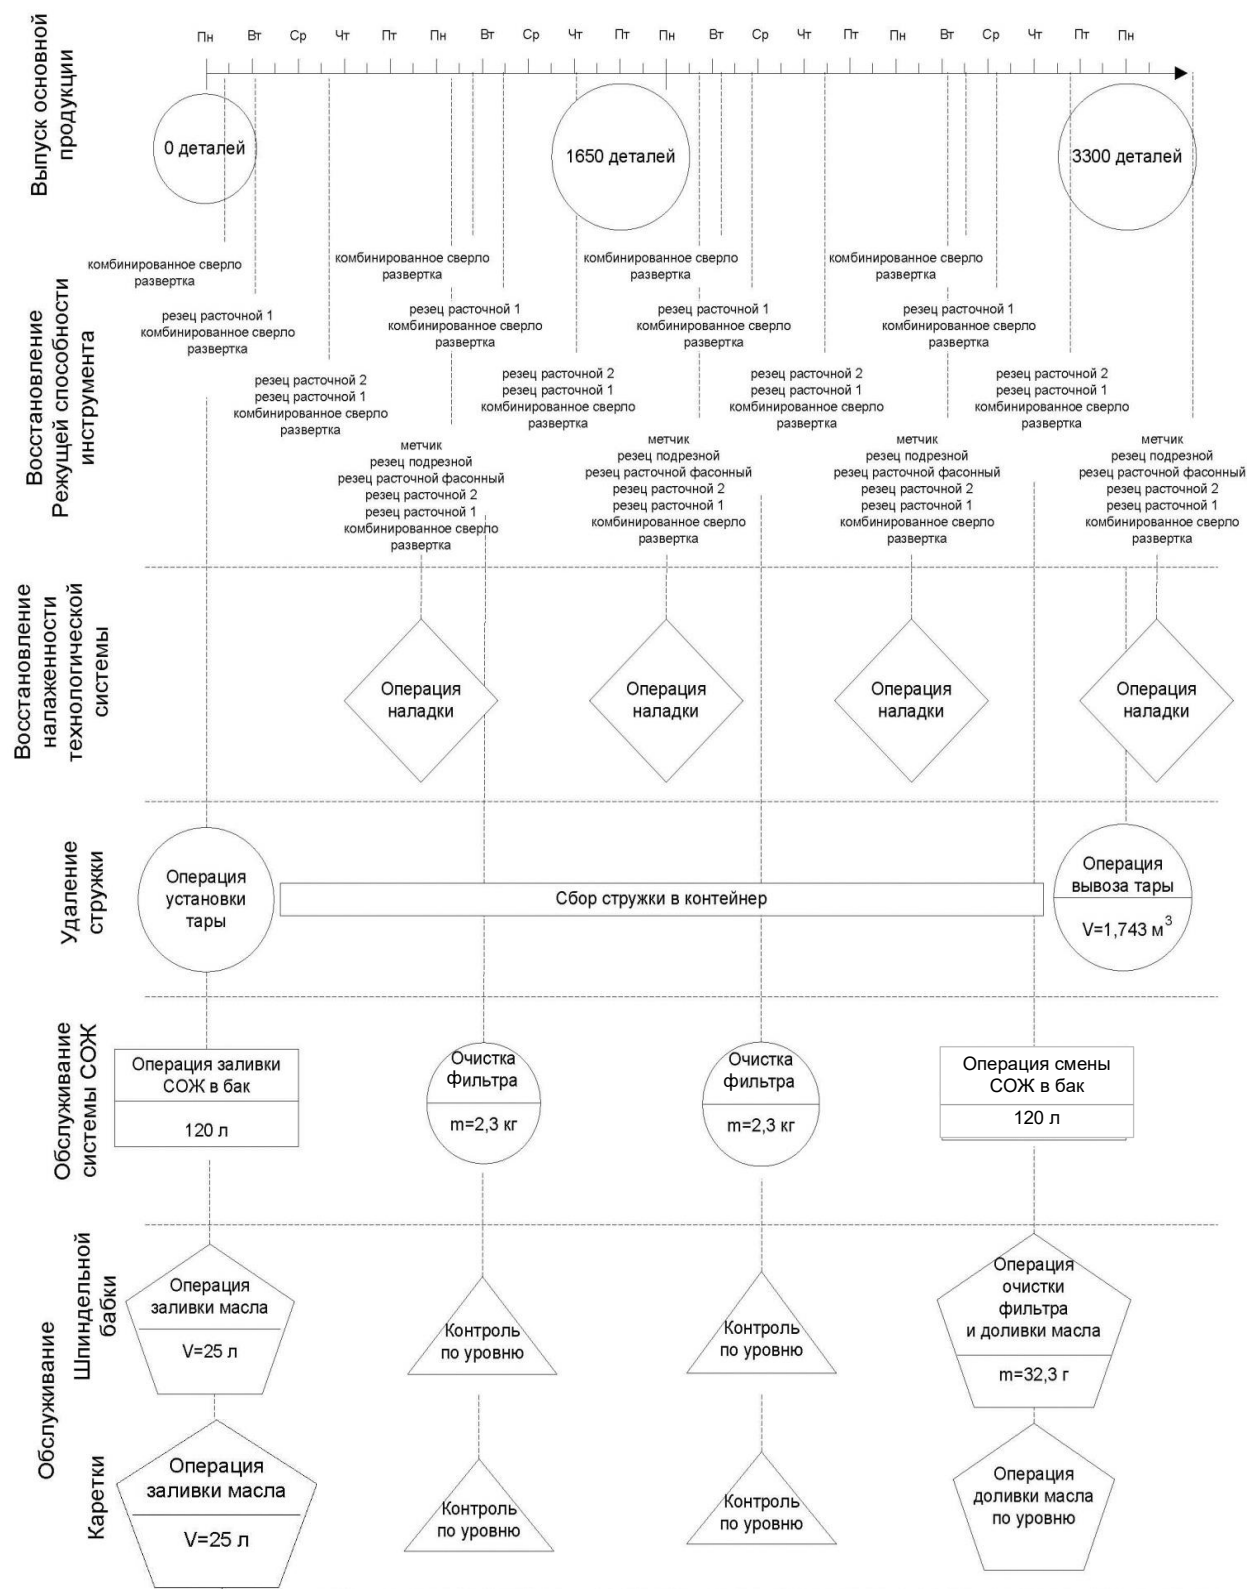 Выпуск основной
продукции
Пн Вт Ср Чт Пт Пн Вт Ср Чт Пт Пн Вт Ср Чт Пт Пн Вт Ср Чт Пт Пн
0 деталей
1650 деталей
3300 деталей
Восстановление
Режущей способности
инструмента
комбинированное сверло
развертка
комбинированное сверло
развертка
комбинированное сверло
развертка
комбинированное сверло
развертка
резец расточной 1
комбинированное сверло
развертка
резец расточной 1
комбинированное сверло
развертка
резец расточной 1
комбинированное сверло
развертка
резец расточной 1
комбинированное сверло
развертка
резец расточной 2
резец расточной 1
комбинированное сверло
развертка
резец расточной 2
резец расточной 1
комбинированное сверло
развертка
резец расточной 2
резец расточной 1
комбинированное сверло
развертка
резец расточной 2
резец расточной 1
комбинированное сверло
развертка
метчик
резец подрезной
резец расточной фасонный
резец расточной 2
резец расточной 1
комбинированное сверло
развертка
метчик
резец подрезной
резец расточной фасонный
резец расточной 2
резец расточной 1
комбинированное сверло
развертка
метчик
резец подрезной
резец расточной фасонный
резец расточной 2
резец расточной 1
комбинированное сверло
развертка
метчик
резец подрезной
резец расточной фасонный
резец расточной 2
резец расточной 1
комбинированное сверло
развертка
Восстановление
налаженности
технологической
системы
Операция
наладки
Операция
наладки
Операция
наладки
Операция
наладки
Удаление
стружки
Операция
установки
тары
Сбор стружки в контейнер
Операция
вывоза тары
V=1,743 м³
Обслуживание
системы СОЖ
Операция заливки
СОЖ в бак
120 л
Очистка
фильтра
m=2,3 кг
Очистка
фильтра
m=2,3 кг
Операция смены
СОЖ в бак
120 л
Обслуживание
Шпиндельной
бабки
Операция
заливки масла
V=25 л
Контроль
по уровню
Контроль
по уровню
Операция
очистки
фильтра
и доливки масла
m=32,3 г
Каретки
Операция
заливки масла
V=25 л
Контроль
по уровню
Контроль
по уровню
Операция
доливки масла
по уровню